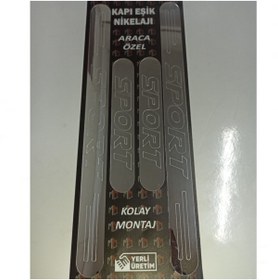 KAPI EŞİK
NİKELAJI
ARACA
ÖZEL
SPORT
SPORT
SPORT
SPORT
KOLAY
MONTAJ
YERLİ
ÜRETİM